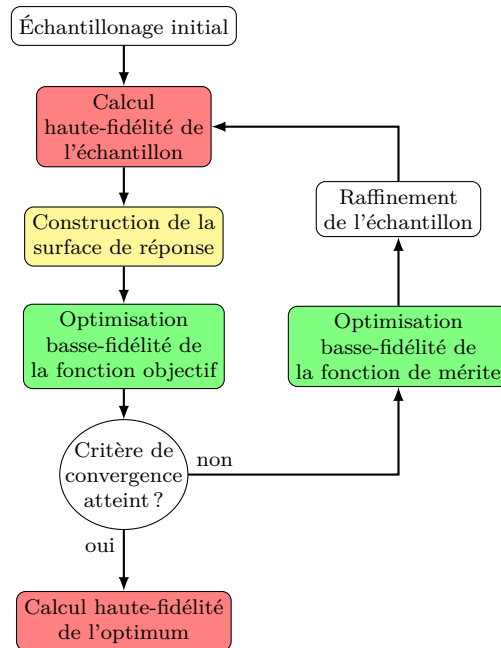 Échantillonage initial
Calcul
haute-fidélité de
l'échantillon
Raffinement
de l'échantillon
Construction de la
surface de réponse
Optimisation
basse-fidélité de
la fonction objectif
Optimisation
basse-fidélité de
la fonction de mérite
Critère de
convergence
atteint ?
non
oui
Calcul haute-fidélité
de l'optimum